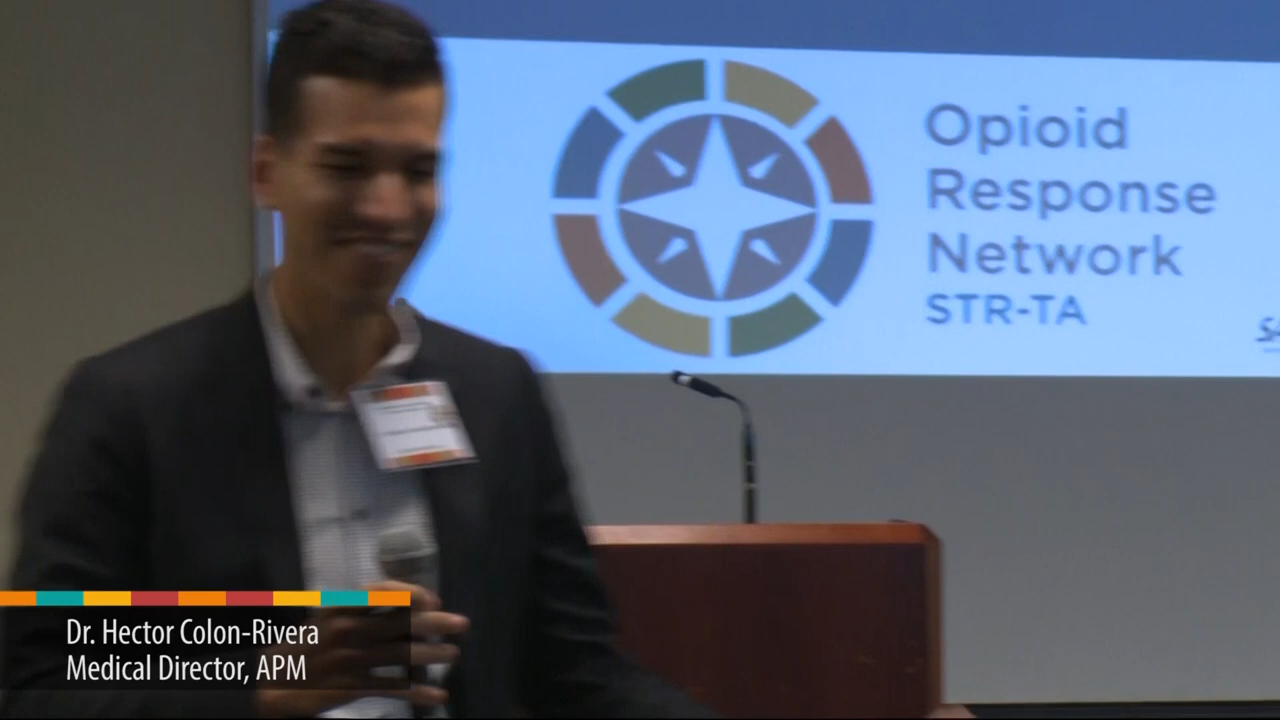 Opioid
Response
Network
STR-TA
Dr. Hector Colon-Rivera
Medical Director, APM